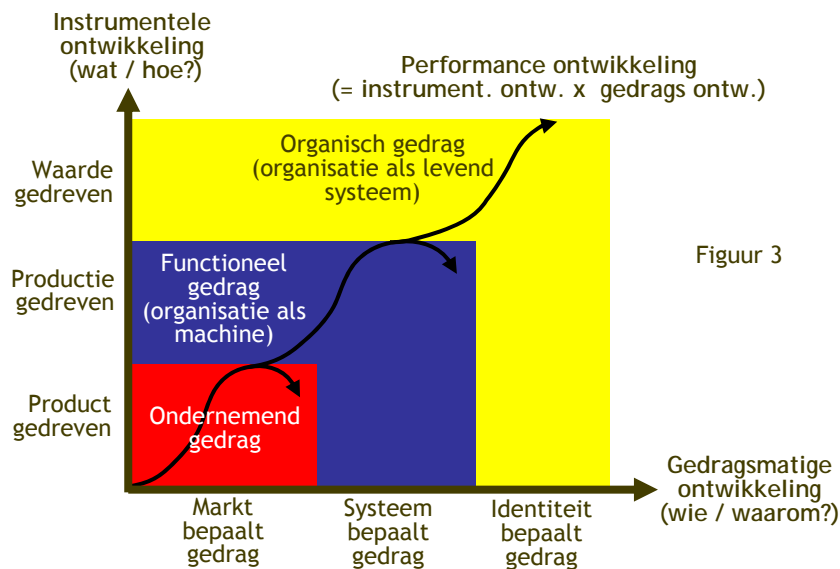 Instrumentele
ontwikkeling
(wat / hoe?)
Performance ontwikkeling
(= instrument. ontw. x gedrags ontw.)
Waarde
gedreven
Organisch gedrag
(organisatie als levend
systeem)
Productie
gedreven
Functioneel
gedrag
(organisatie als
machine)
Figuur 3
Product
gedreven
Ondernemend
gedrag
Markt
bepaalt
gedrag
Systeem
bepaalt
gedrag
Identiteit
bepaalt
gedrag
Gedragsmatige
ontwikkeling
(wie / waarom?)